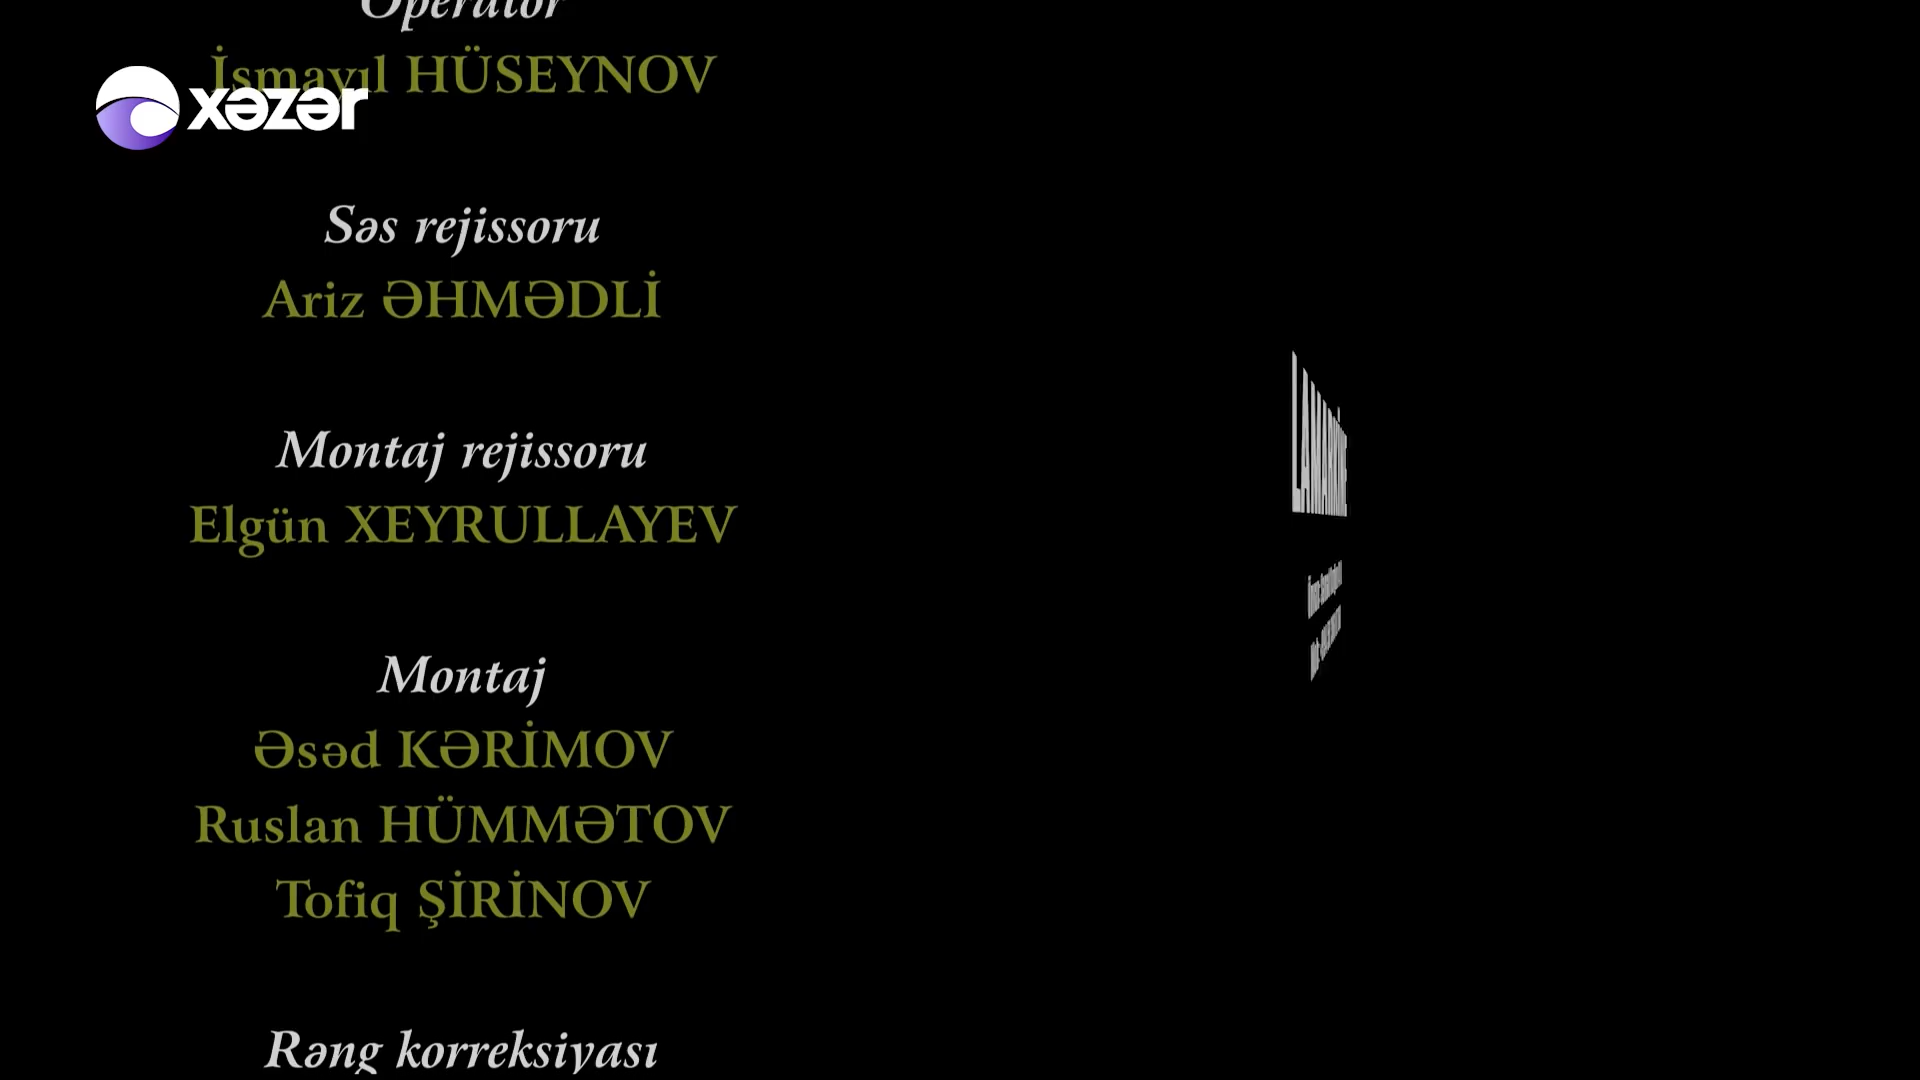 Operator
İsmayıl HÜSEYNOV
xəzər
Səs rejissoru
Ariz ƏHMƏDLİ
Montaj rejissoru
Elgün XEYRULLAYEV
Montaj
Əsəd KƏRİMOV
Ruslan HÜMMƏTOV
Tofiq ŞİRİNOV
Rəng korreksiyası